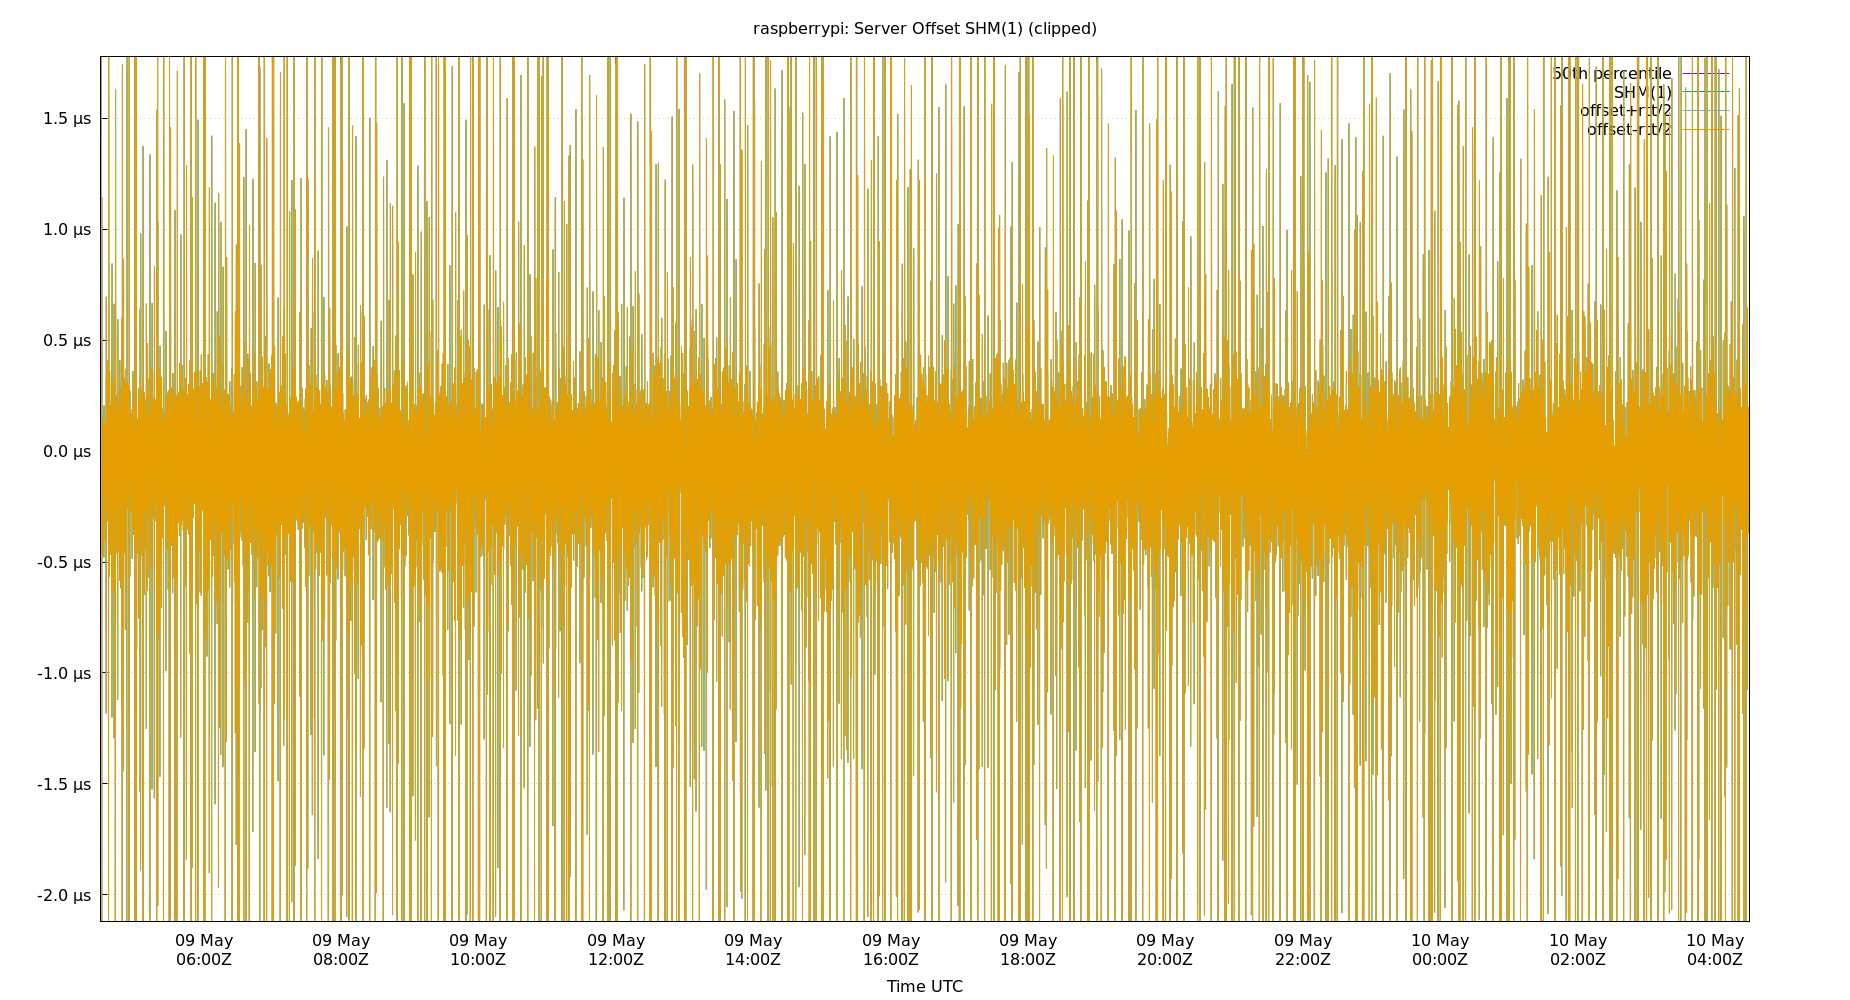 raspberrypi: Server Offset SHM(1) (clipped)
50th percentile
SHM(1)
offset+rtt/2
offset-rtt/2
1.5 µs
1.0 µs
0.5 µs
0.0 µs
-0.5 µs
-1.0 µs
-1.5 µs
-2.0 µs
09 May 09 May 09 May 09 May 09 May 09 May 09 May 09 May 09 May 10 May 10 May 10 May
06:00Z 08:00Z 10:00Z 12:00Z 14:00Z 16:00Z 18:00Z 20:00Z 22:00Z 00:00Z 02:00Z 04:00Z
Time UTC